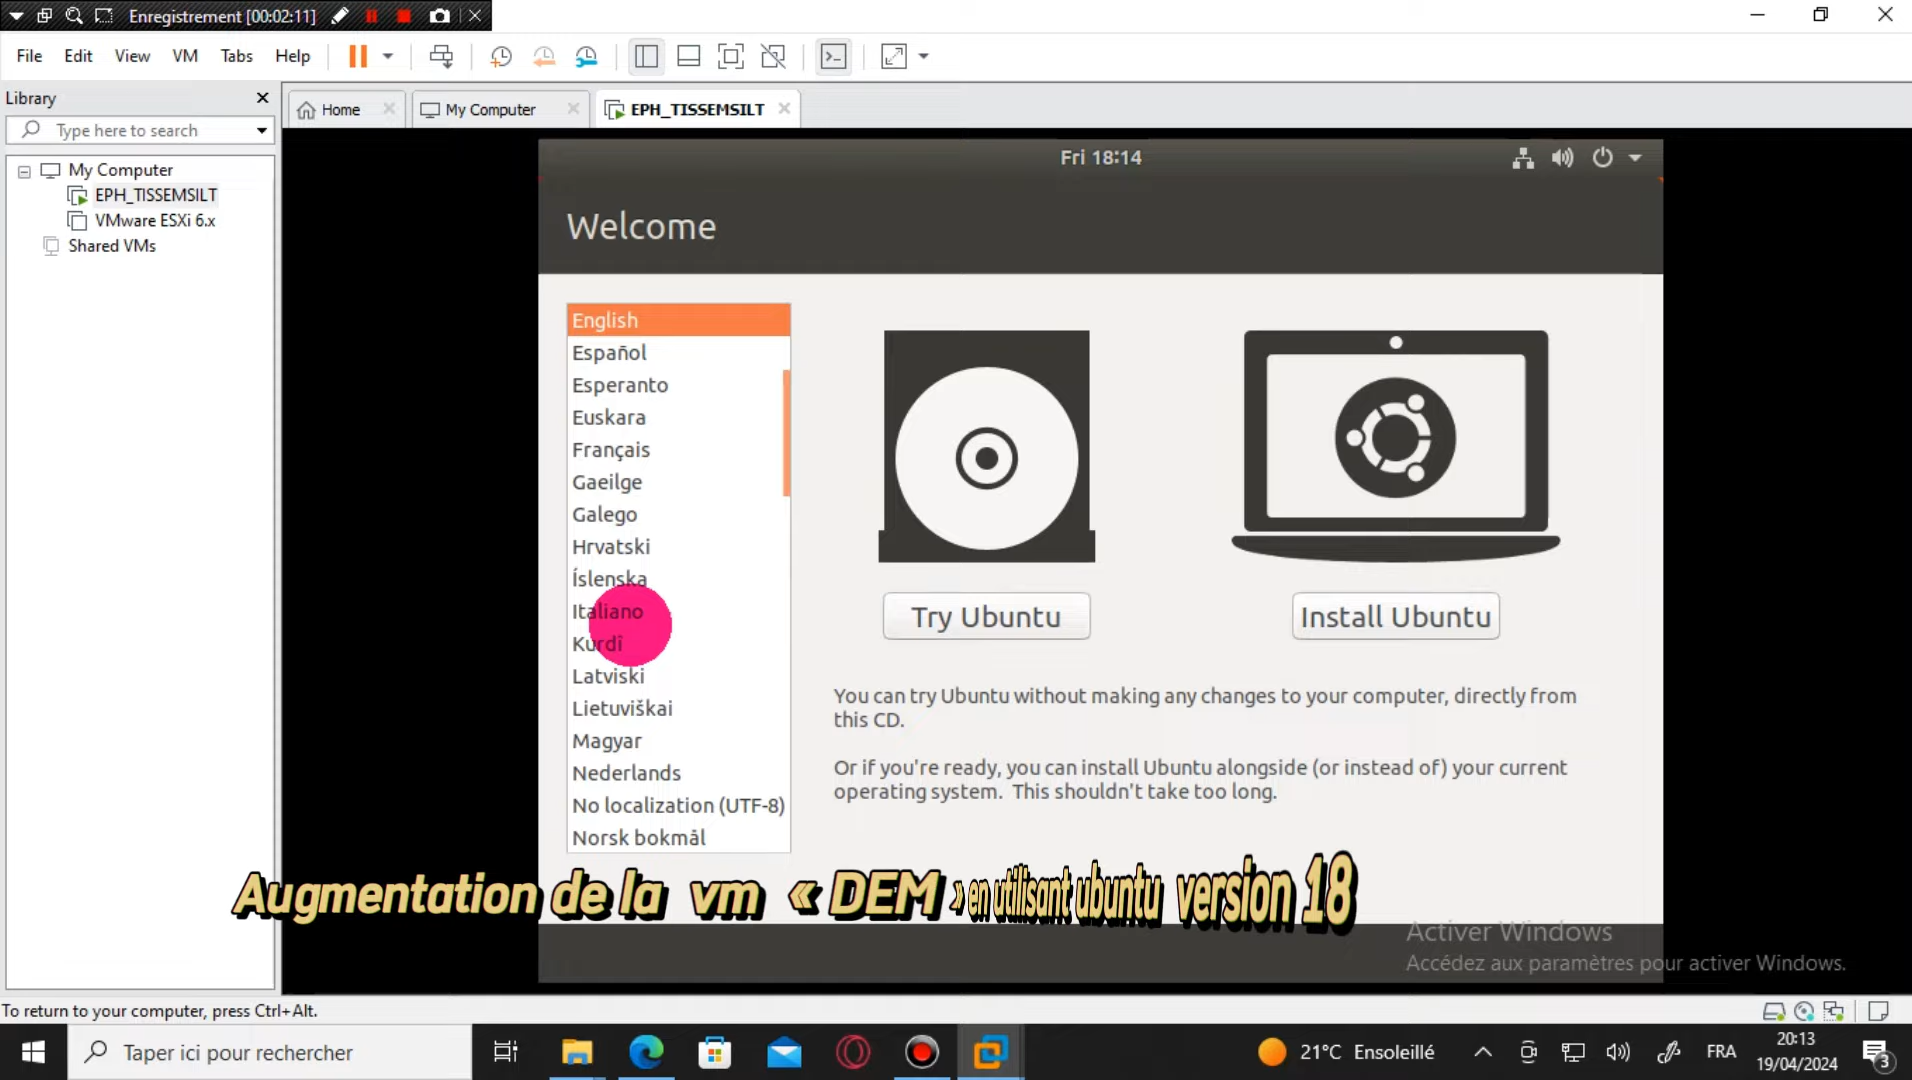 Enregistrement [00:02:11]
File Edit View VM Tabs Help
Library
Type here to search
My Computer
EPH_TISSEMSILT
VMware ESXi 6.x
Shared VMs
Home
My Computer
EPH_TISSEMSILT
Fri 18:14
Welcome
English
Español
Esperanto
Euskara
Français
Gaeilge
Galego
Hrvatski
Íslenska
Italiano
Kurdî
Latviski
Lietuviškai
Magyar
Nederlands
No localization (UTF-8)
Norsk bokmål
Try Ubuntu
Install Ubuntu
You can try Ubuntu without making any changes to your computer, directly from
this CD.
Or if you're ready, you can install Ubuntu alongside (or instead of) your current
operating system. This shouldn't take too long.
Augmentation de la vm « DEM » en utilisant ubuntu version 18
Activer Windows
Accédez aux paramètres pour activer Windows.
To return to your computer, press Ctrl+Alt.
Taper ici pour rechercher
21°C Ensoleillé
FRA
20:13
19/04/2024
3